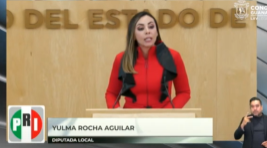 DEL ESTADO DE
YULMA ROCHA AGUILAR
DIPUTADA LOCAL
PRI